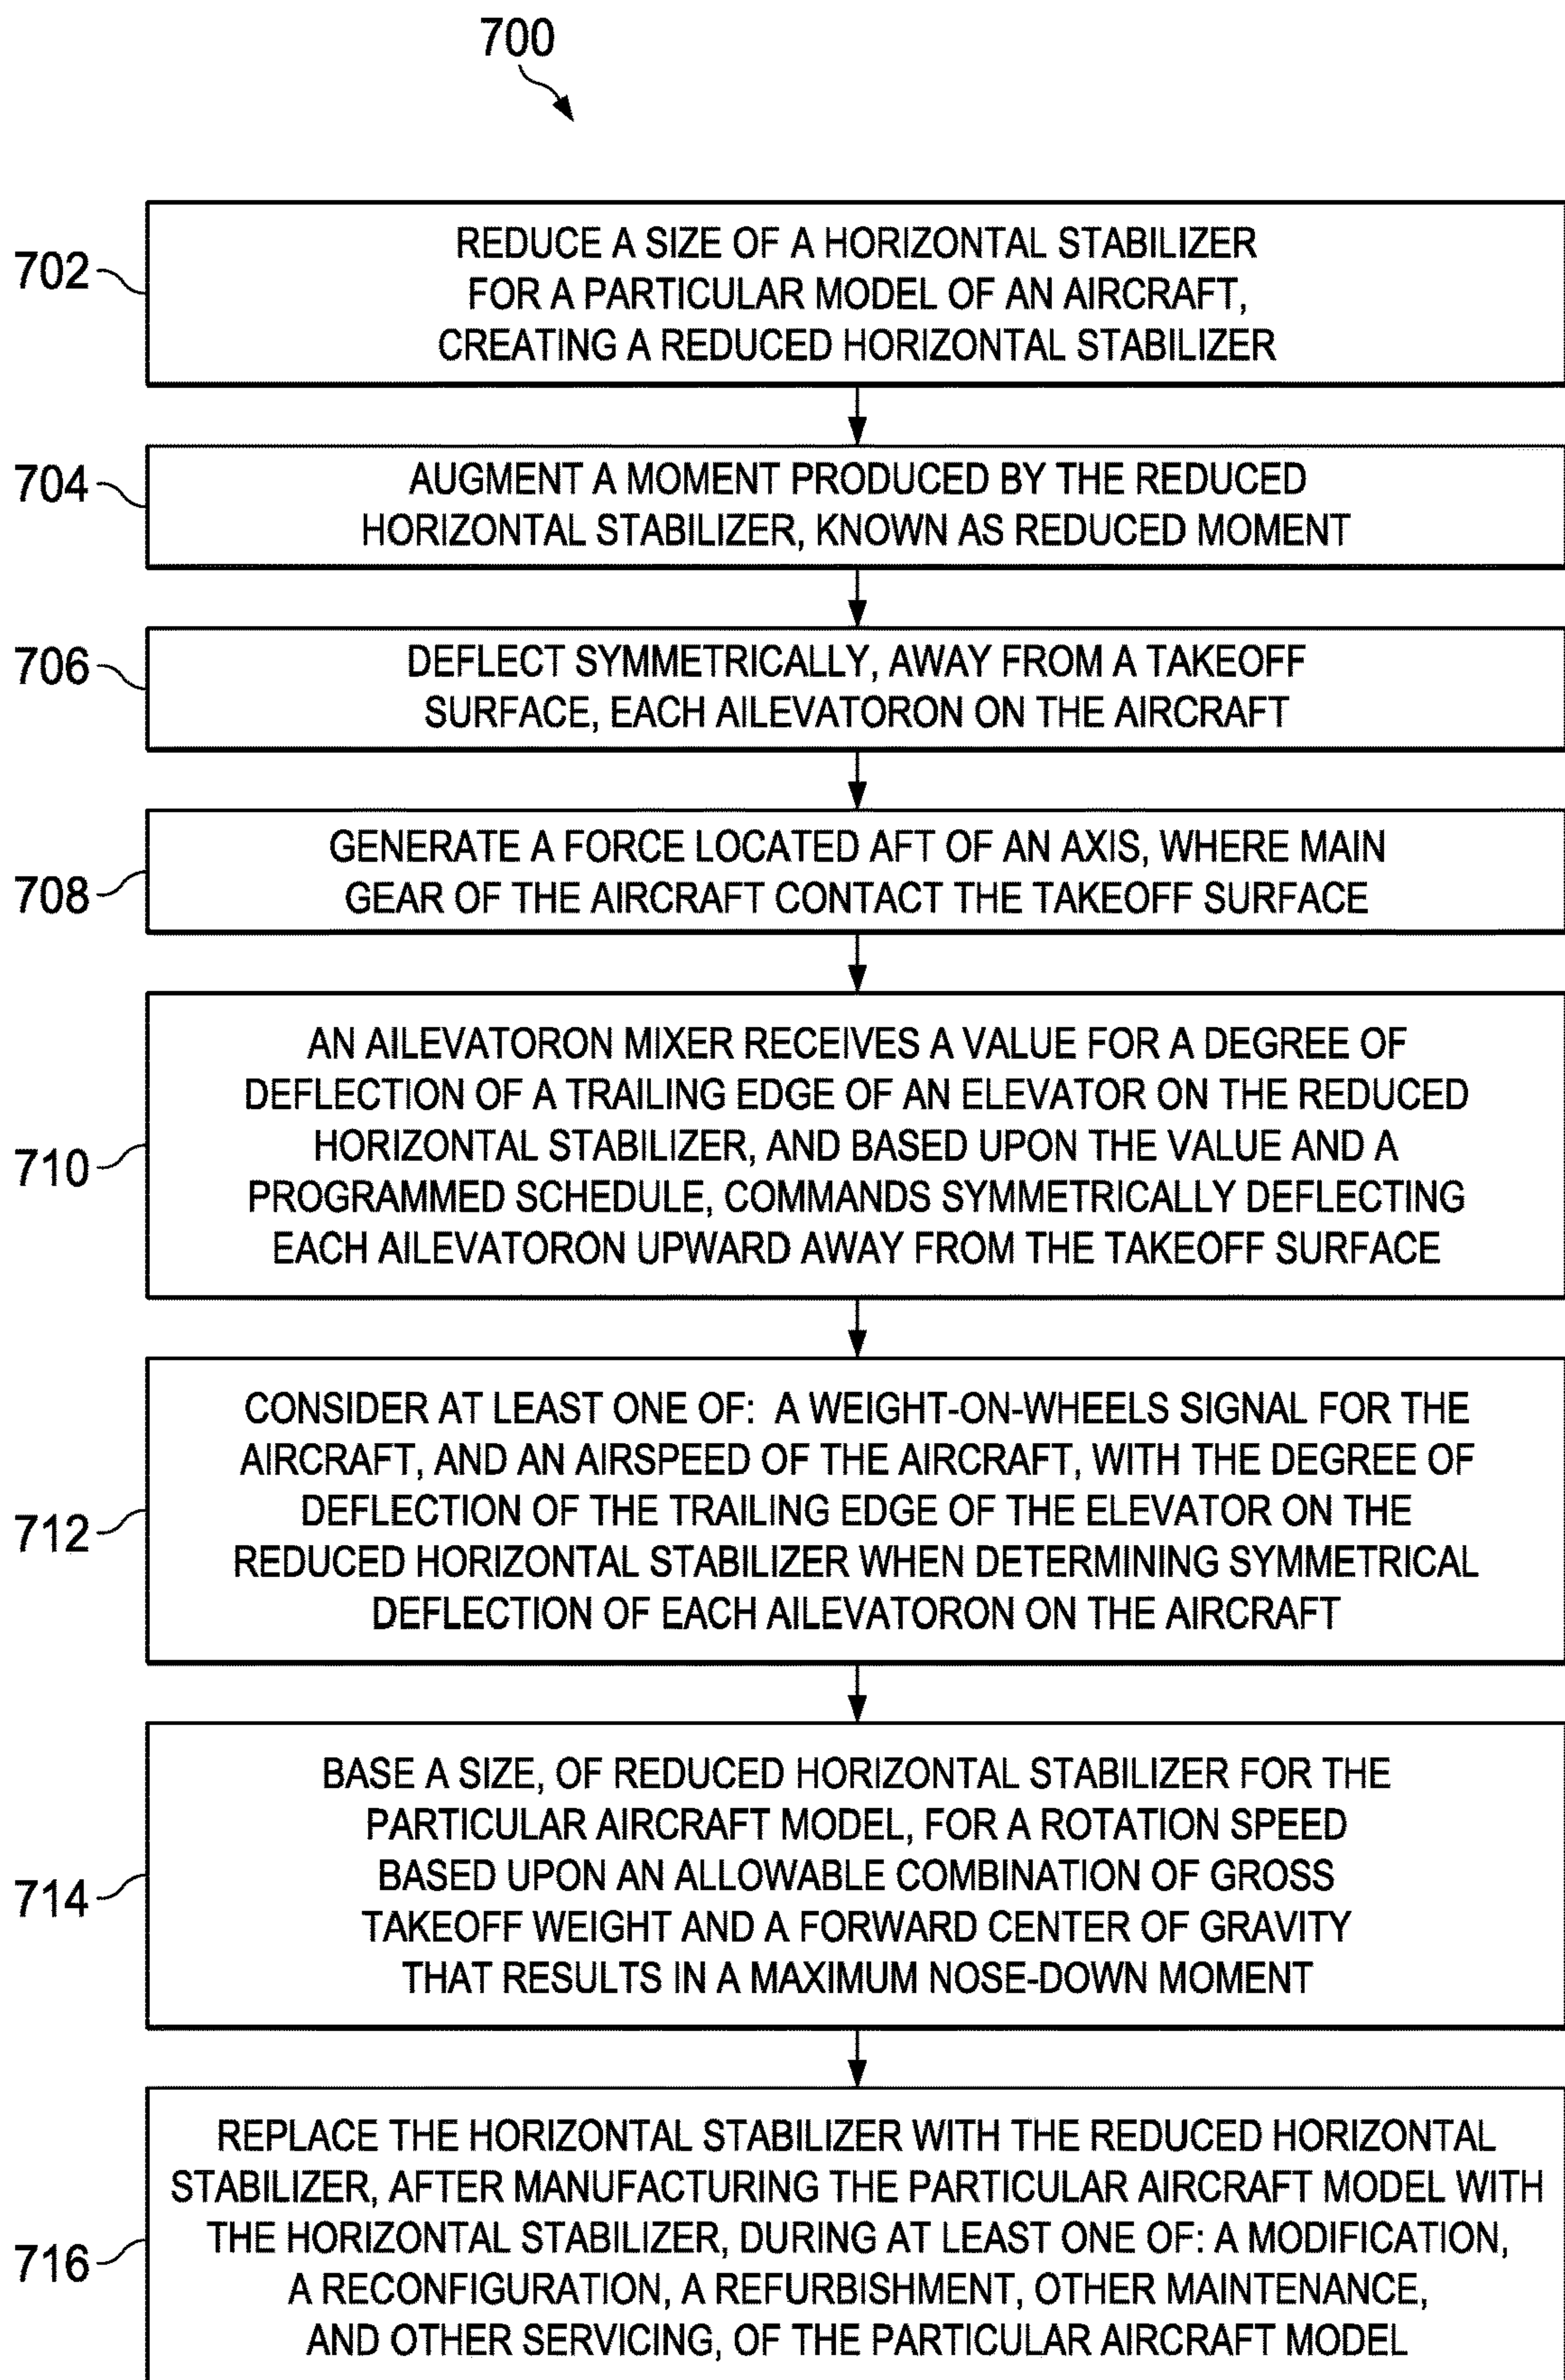 700
702
REDUCE A SIZE OF A HORIZONTAL STABILIZER
FOR A PARTICULAR MODEL OF AN AIRCRAFT,
CREATING A REDUCED HORIZONTAL STABILIZER
704
AUGMENT A MOMENT PRODUCED BY THE REDUCED
HORIZONTAL STABILIZER, KNOWN AS REDUCED MOMENT
706
DEFLECT SYMMETRICALLY, AWAY FROM A TAKEOFF
SURFACE, EACH AILEVATORON ON THE AIRCRAFT
708
GENERATE A FORCE LOCATED AFT OF AN AXIS, WHERE MAIN
GEAR OF THE AIRCRAFT CONTACT THE TAKEOFF SURFACE
710
AN AILEVATORON MIXER RECEIVES A VALUE FOR A DEGREE OF
DEFLECTION OF A TRAILING EDGE OF AN ELEVATOR ON THE REDUCED
HORIZONTAL STABILIZER, AND BASED UPON THE VALUE AND A
PROGRAMMED SCHEDULE, COMMANDS SYMMETRICALLY DEFLECTING
EACH AILEVATORON UPWARD AWAY FROM THE TAKEOFF SURFACE
712
CONSIDER AT LEAST ONE OF: A WEIGHT-ON-WHEELS SIGNAL FOR THE
AIRCRAFT, AND AN AIRSPEED OF THE AIRCRAFT, WITH THE DEGREE OF
DEFLECTION OF THE TRAILING EDGE OF THE ELEVATOR ON THE
REDUCED HORIZONTAL STABILIZER WHEN DETERMINING SYMMETRICAL
DEFLECTION OF EACH AILEVATORON ON THE AIRCRAFT
714
BASE A SIZE, OF REDUCED HORIZONTAL STABILIZER FOR THE
PARTICULAR AIRCRAFT MODEL, FOR A ROTATION SPEED
BASED UPON AN ALLOWABLE COMBINATION OF GROSS
TAKEOFF WEIGHT AND A FORWARD CENTER OF GRAVITY
THAT RESULTS IN A MAXIMUM NOSE-DOWN MOMENT
716
REPLACE THE HORIZONTAL STABILIZER WITH THE REDUCED HORIZONTAL
STABILIZER, AFTER MANUFACTURING THE PARTICULAR AIRCRAFT MODEL WITH
THE HORIZONTAL STABILIZER, DURING AT LEAST ONE OF: A MODIFICATION,
A RECONFIGURATION, A REFURBISHMENT, OTHER MAINTENANCE,
AND OTHER SERVICING, OF THE PARTICULAR AIRCRAFT MODEL